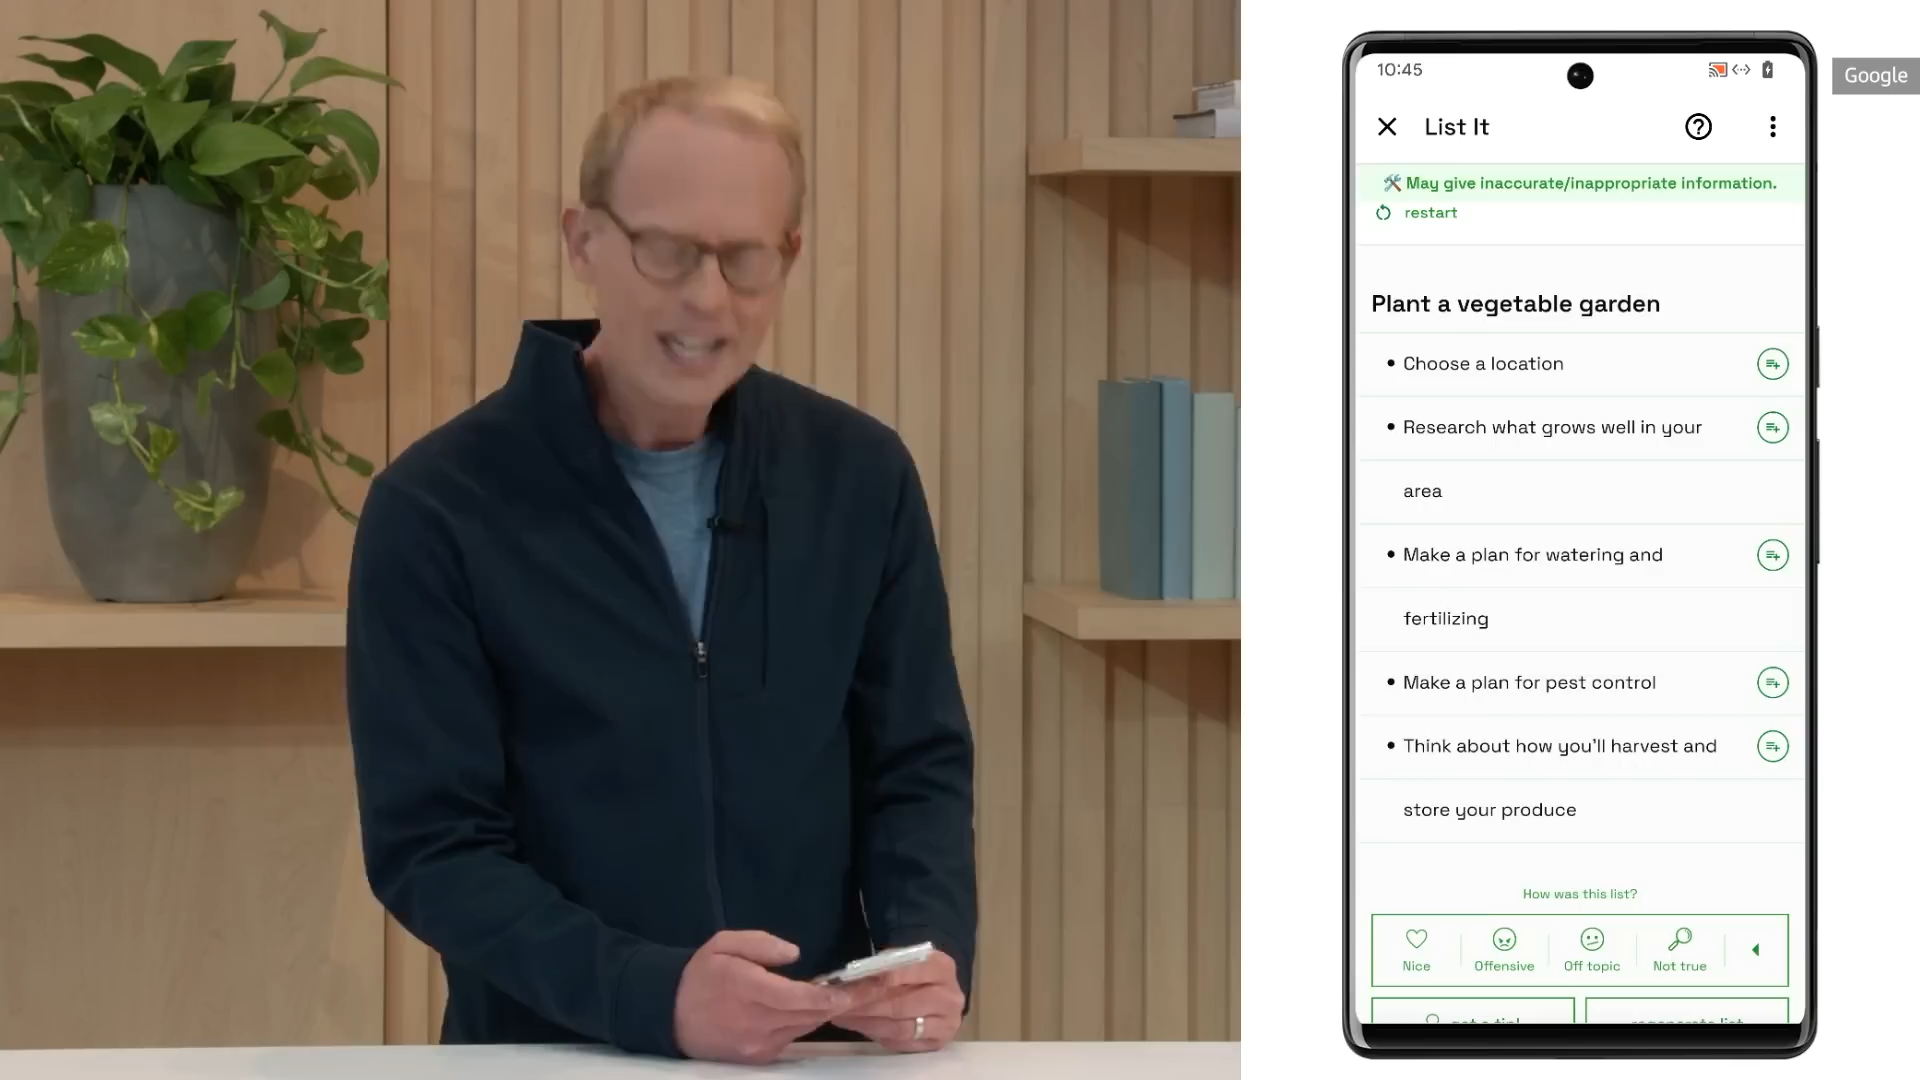 10:45
Google
List It
🛠 May give inaccurate/inappropriate information.
restart
Plant a vegetable garden
• Choose a location
• Research what grows well in your
area
• Make a plan for watering and
fertilizing
• Make a plan for pest control
• Think about how you'll harvest and
store your produce
How was this list?
Nice
Offensive
Off topic
Not true